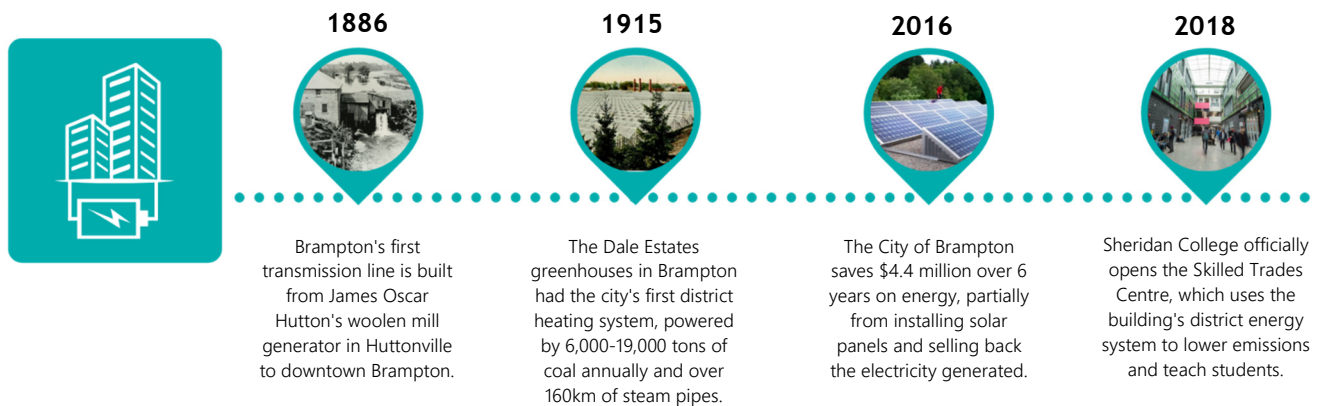 1886
Brampton's first
transmission line is built
from James Oscar
Hutton's woolen mill
generator in Huttonville
to downtown Brampton.
1915
The Dale Estates
greenhouses in Brampton
had the city's first district
heating system, powered
by 6,000-19,000 tons of
coal annually and over
160km of steam pipes.
2016
The City of Brampton
saves $4.4 million over 6
years on energy, partially
from installing solar
panels and selling back
the electricity generated.
2018
Sheridan College officially
opens the Skilled Trades
Centre, which uses the
building's district energy
system to lower emissions
and teach students.